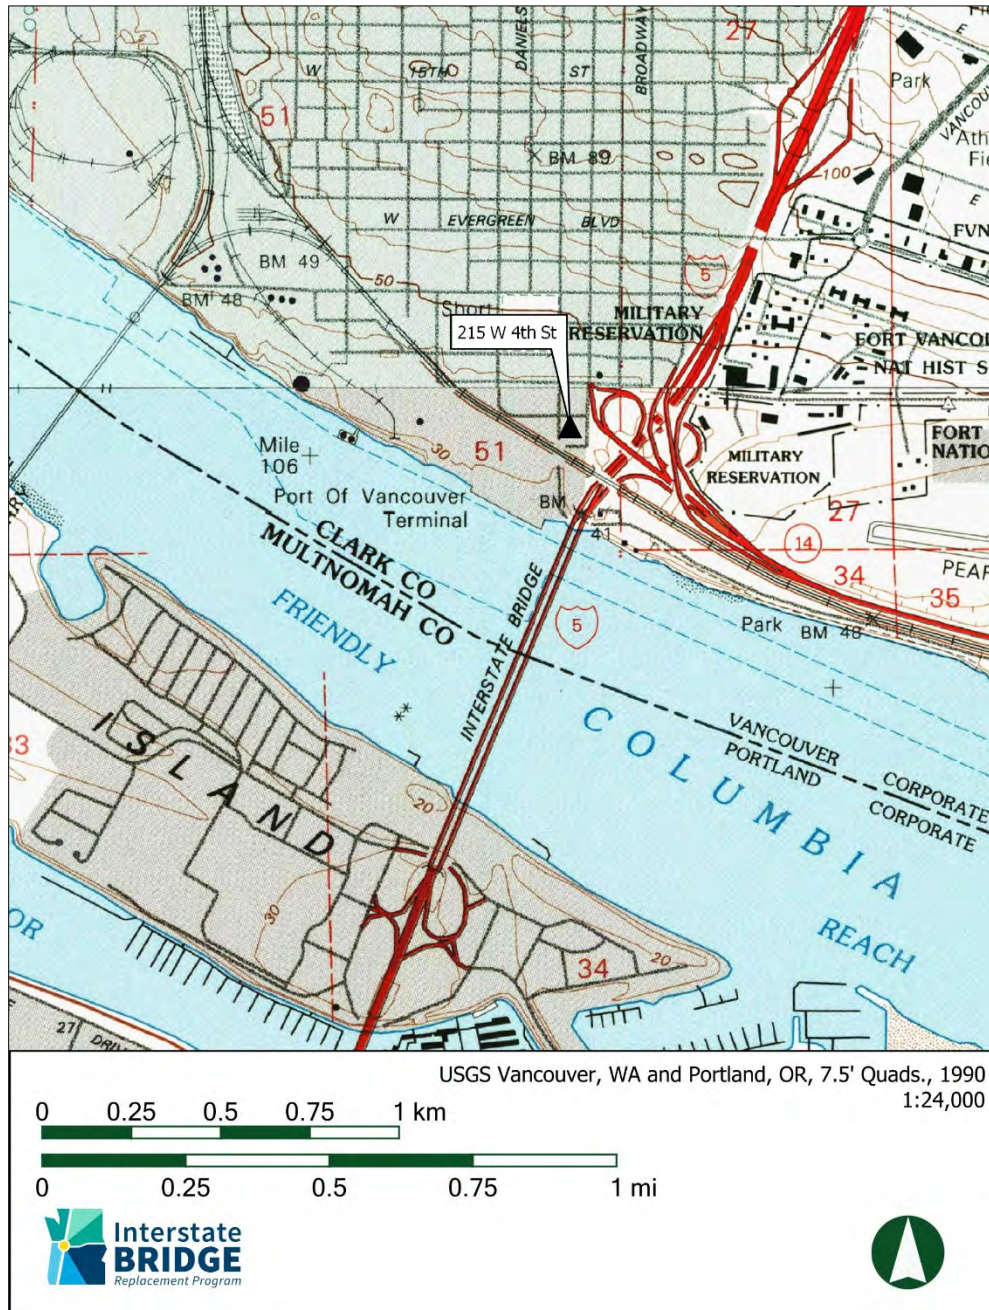 27
DANIELS
BROADWAY
W 15TH ST
Park
VANCOUV
51
Ath
Fie
BM 89
100
E
W EVERGREEN BLVD
FVN
BM 49
50
5
BM 48
Short
MILITARY
RESERVATION
215 W 4th St
FORT VANCOU
NAT HIST S
Mile
106
30
51
MILITARY
RESERVATION
FORT
NATIO
Port Of Vancouver
Terminal
BM
41
27
14
34
35
PEAR
CLARK CO
MULTNOMAH CO
FRIENDLY
INTERSTATE BRIDGE
5
Park BM 48
33
ISLAND
COLUMBIA
VANCOUVER
PORTLAND
CORPORATE
CORPORATE
20
30
34
20
REACH
OR
27
DRIV
USGS Vancouver, WA and Portland, OR, 7.5' Quads., 1990
1:24,000
0 0.25 0.5 0.75 1 km
0 0.25 0.5 0.75 1 mi
Interstate
BRIDGE
Replacement Program